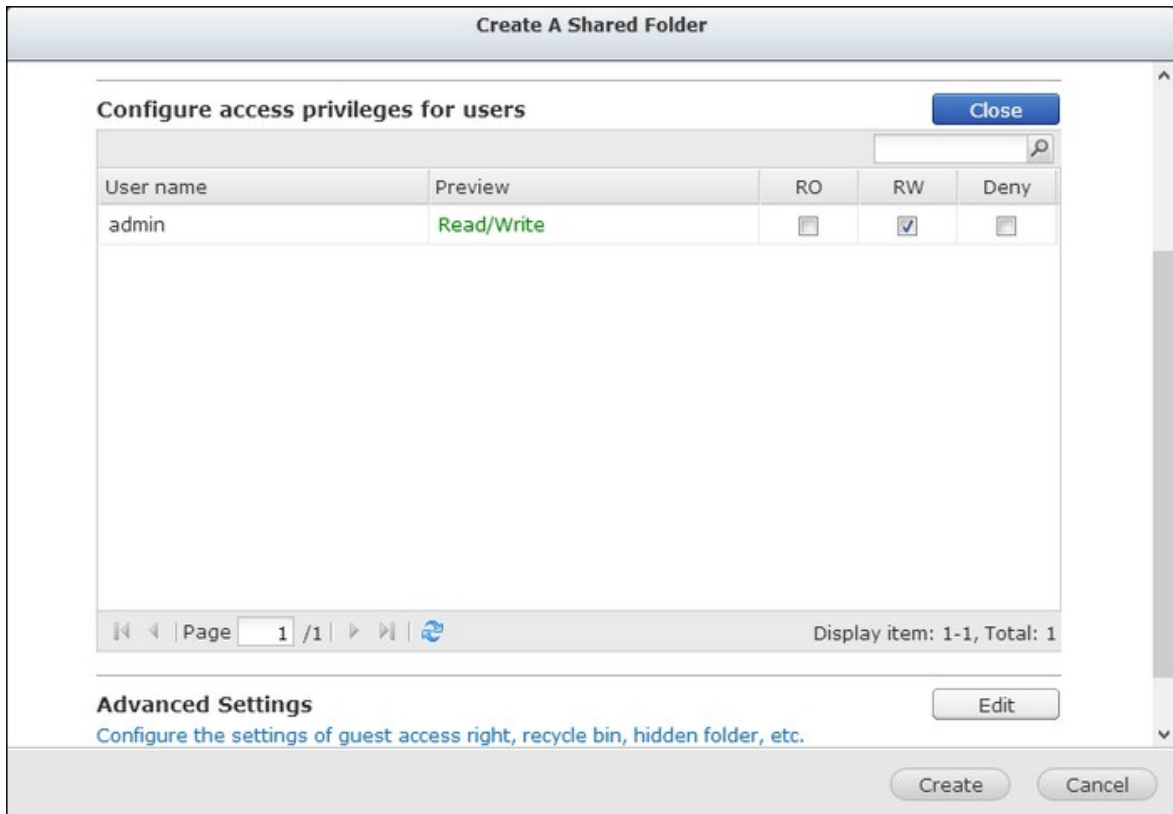 Create A Shared Folder
Configure access privileges for users
Close
User name Preview RO RW Deny
admin Read/Write
Page 1 /1 Display item: 1-1, Total: 1
Advanced Settings
Edit
Configure the settings of guest access right, recycle bin, hidden folder, etc.
Create Cancel